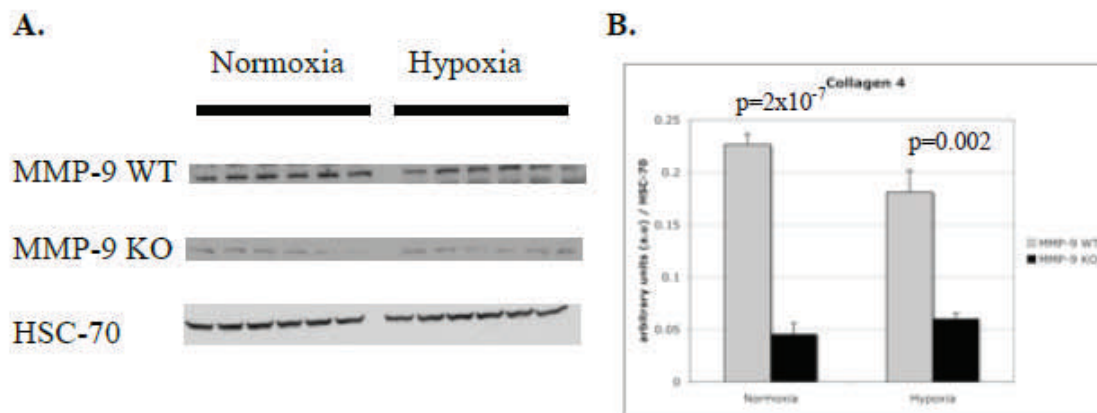 A.
Normoxia Hypoxia
MMP-9 WT
MMP-9 KO
HSC-70
B.
Collagen 4
p=2x10⁻⁷
p=0.002
arbitrary units (a.u) / HSC-70
0.25
0.2
0.15
0.1
0.05
0
Normoxia Hypoxia
MMP-9 WT
MMP-9 KO